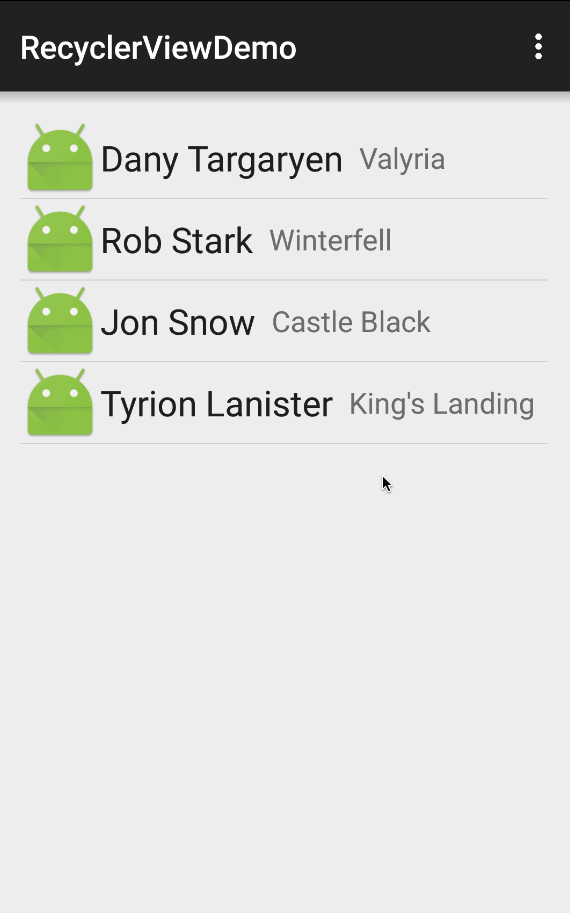 RecyclerViewDemo
Dany Targaryen Valyria
Rob Stark Winterfell
Jon Snow Castle Black
Tyrion Lanister King's Landing